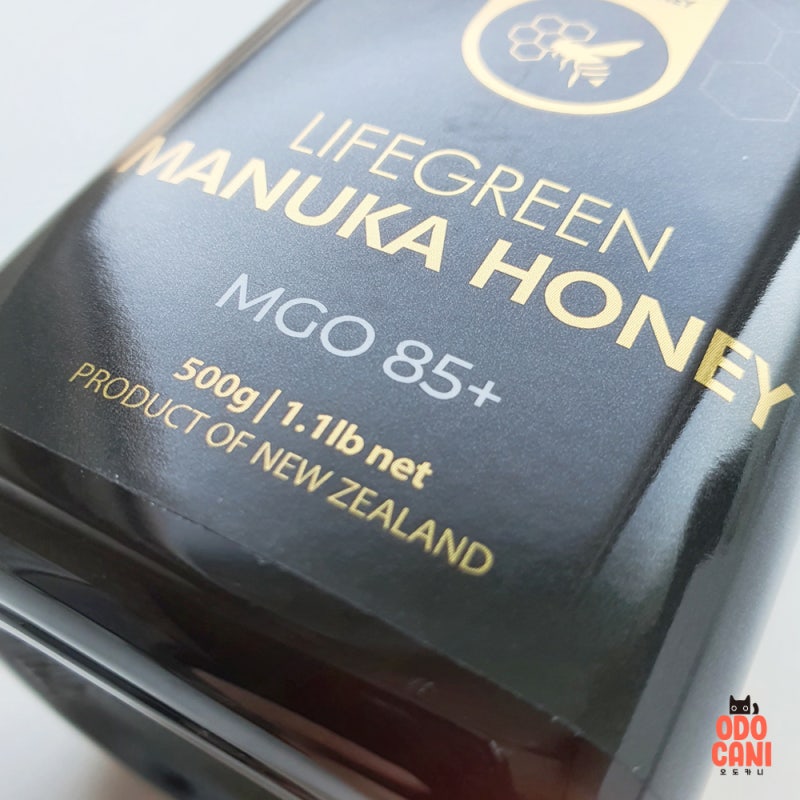 LIFEGREEN
MANUKA HONEY
MGO 85+
500g | 1.1lb net
PRODUCT OF NEW ZEALAND
ODO
CANI
오도카니